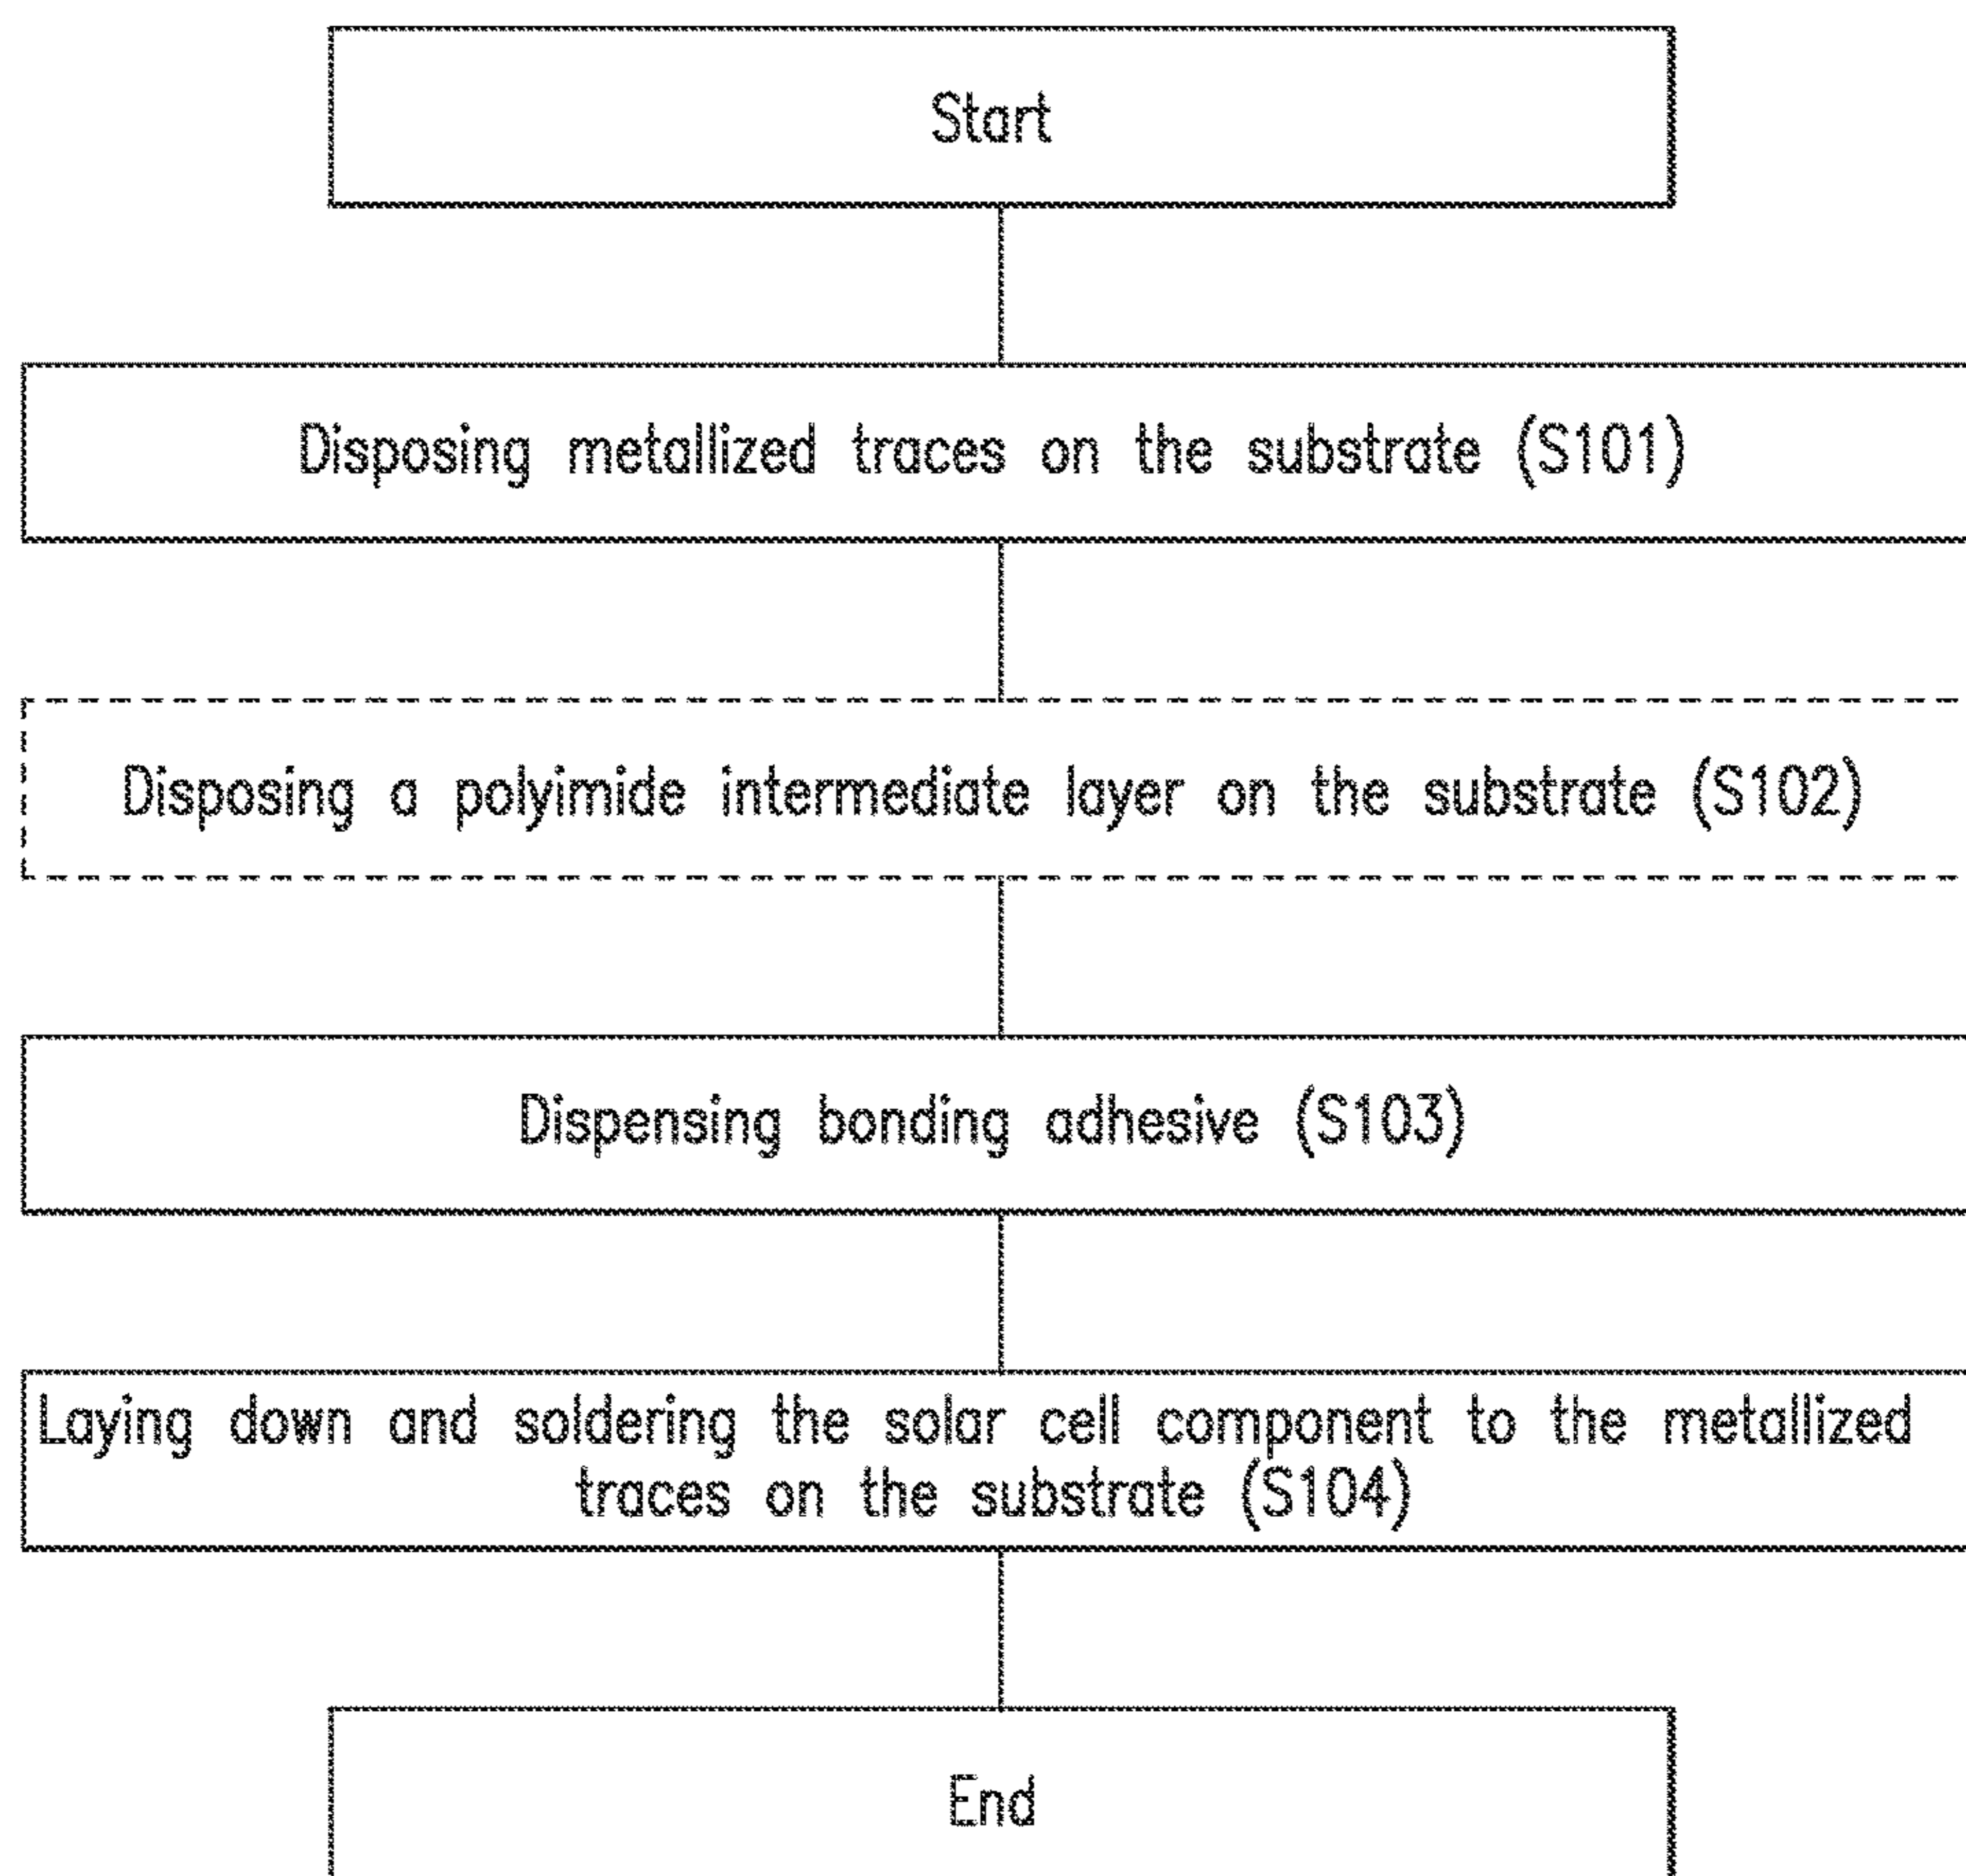 Start
Disposing metallized traces on the substrate (S101)
Disposing a polyimide intermediate layer on the substrate (S102)
Dispensing bonding adhesive (S103)
Laying down and soldering the solar cell component to the metallized
traces on the substrate (S104)
End